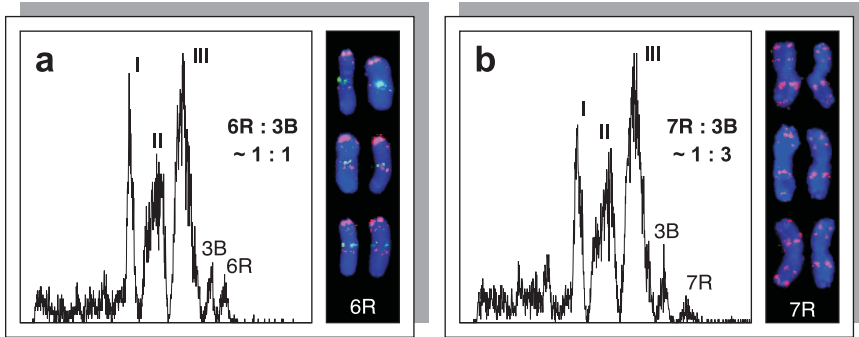 a
I
II
III
6R : 3B
~ 1 : 1
3B
6R
6R
b
I
II
III
7R : 3B
~ 1 : 3
3B
7R
7R